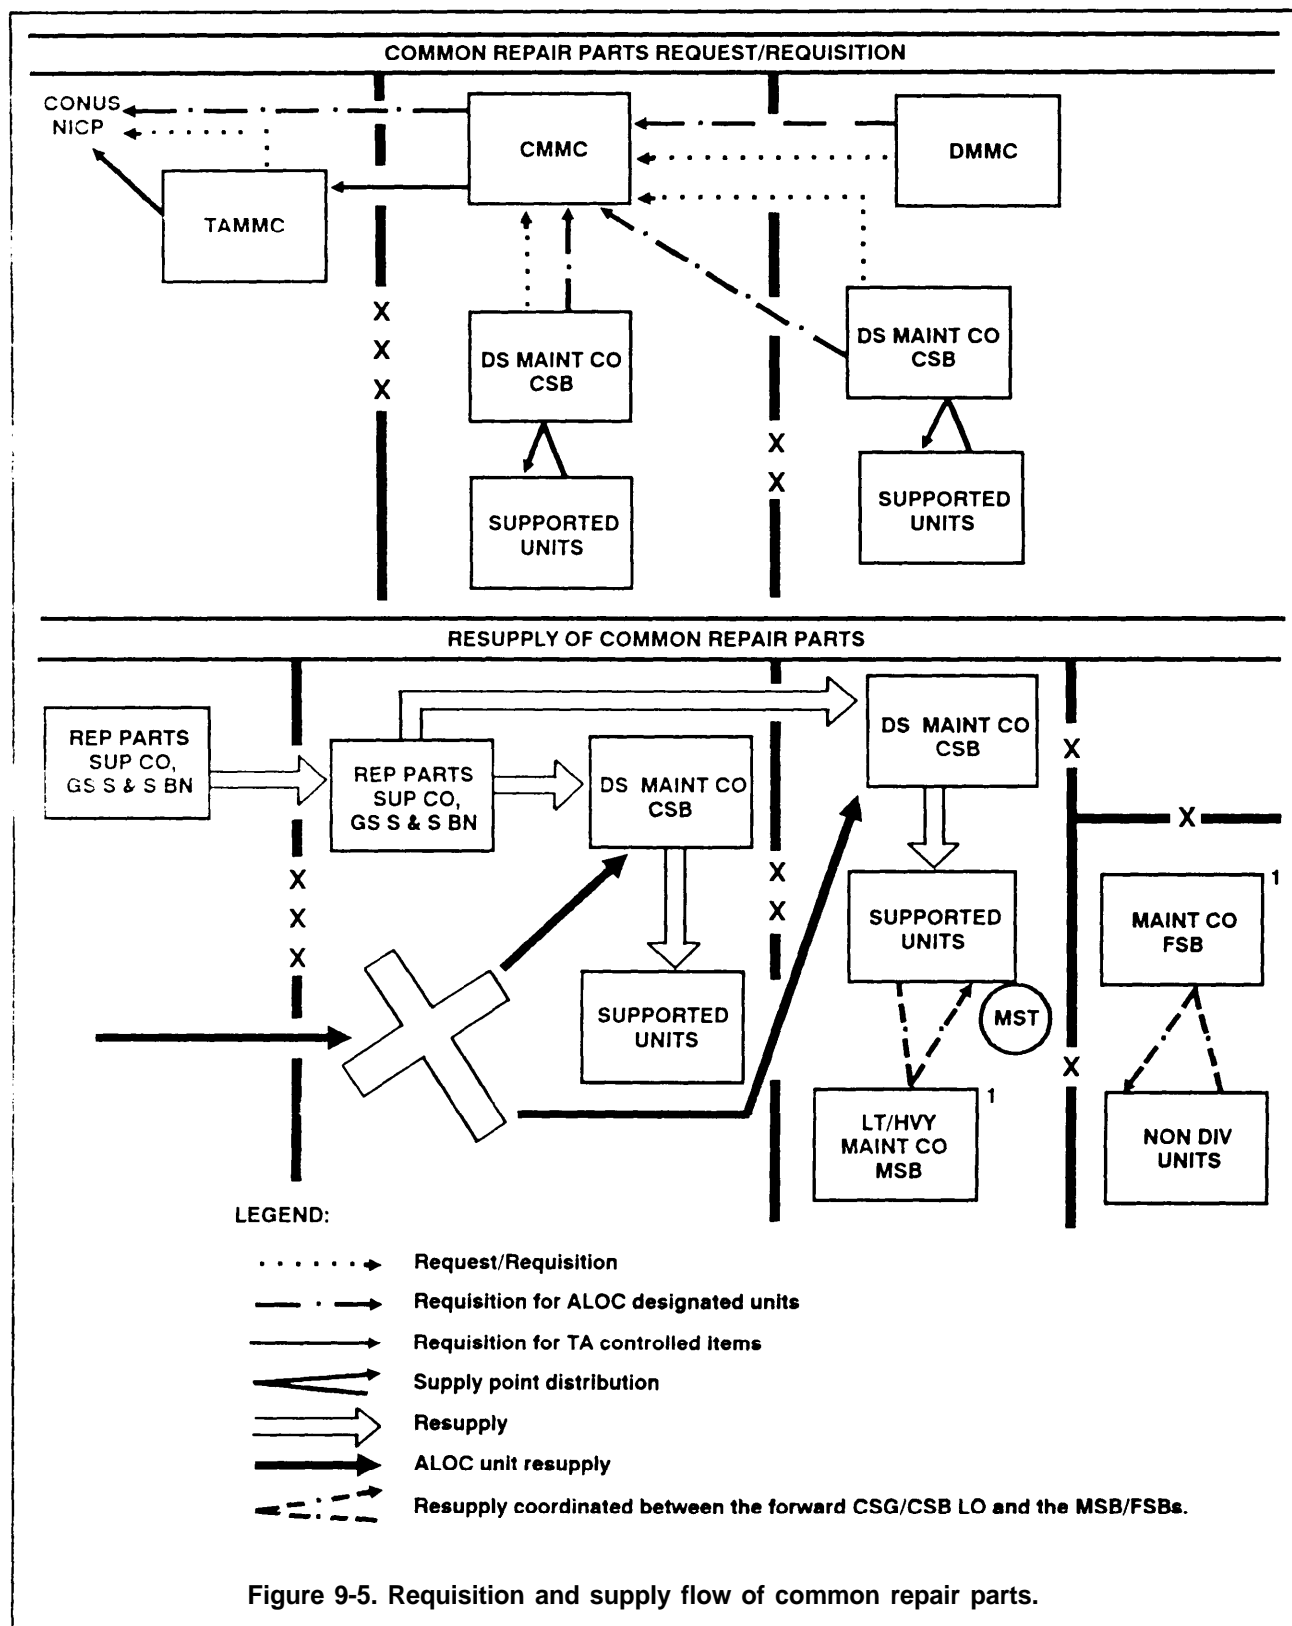 COMMON REPAIR PARTS REQUEST/REQUISITION
CONUS
NICP
TAMMC
CMMC
DMMC
X
X
X
DS MAINT CO
CSB
SUPPORTED
UNITS
X
X
DS MAINT CO
CSB
SUPPORTED
UNITS
RESUPPLY OF COMMON REPAIR PARTS
REP PARTS
SUP CO,
GS S & S BN
X
X
X
REP PARTS
SUP CO,
GS S & S BN
DS MAINT CO
CSB
SUPPORTED
UNITS
X
X
DS MAINT CO
CSB
SUPPORTED
UNITS
MST
LT/HVY
MAINT CO
MSB
1
X
X
X
MAINT CO
FSB
1
NON DIV
UNITS
LEGEND:
Request/Requisition
Requisition for ALOC designated units
Requisition for TA controlled items
Supply point distribution
Resupply
ALOC unit resupply
Resupply coordinated between the forward CSG/CSB LO and the MSB/FSBs.
Figure 9-5. Requisition and supply flow of common repair parts.